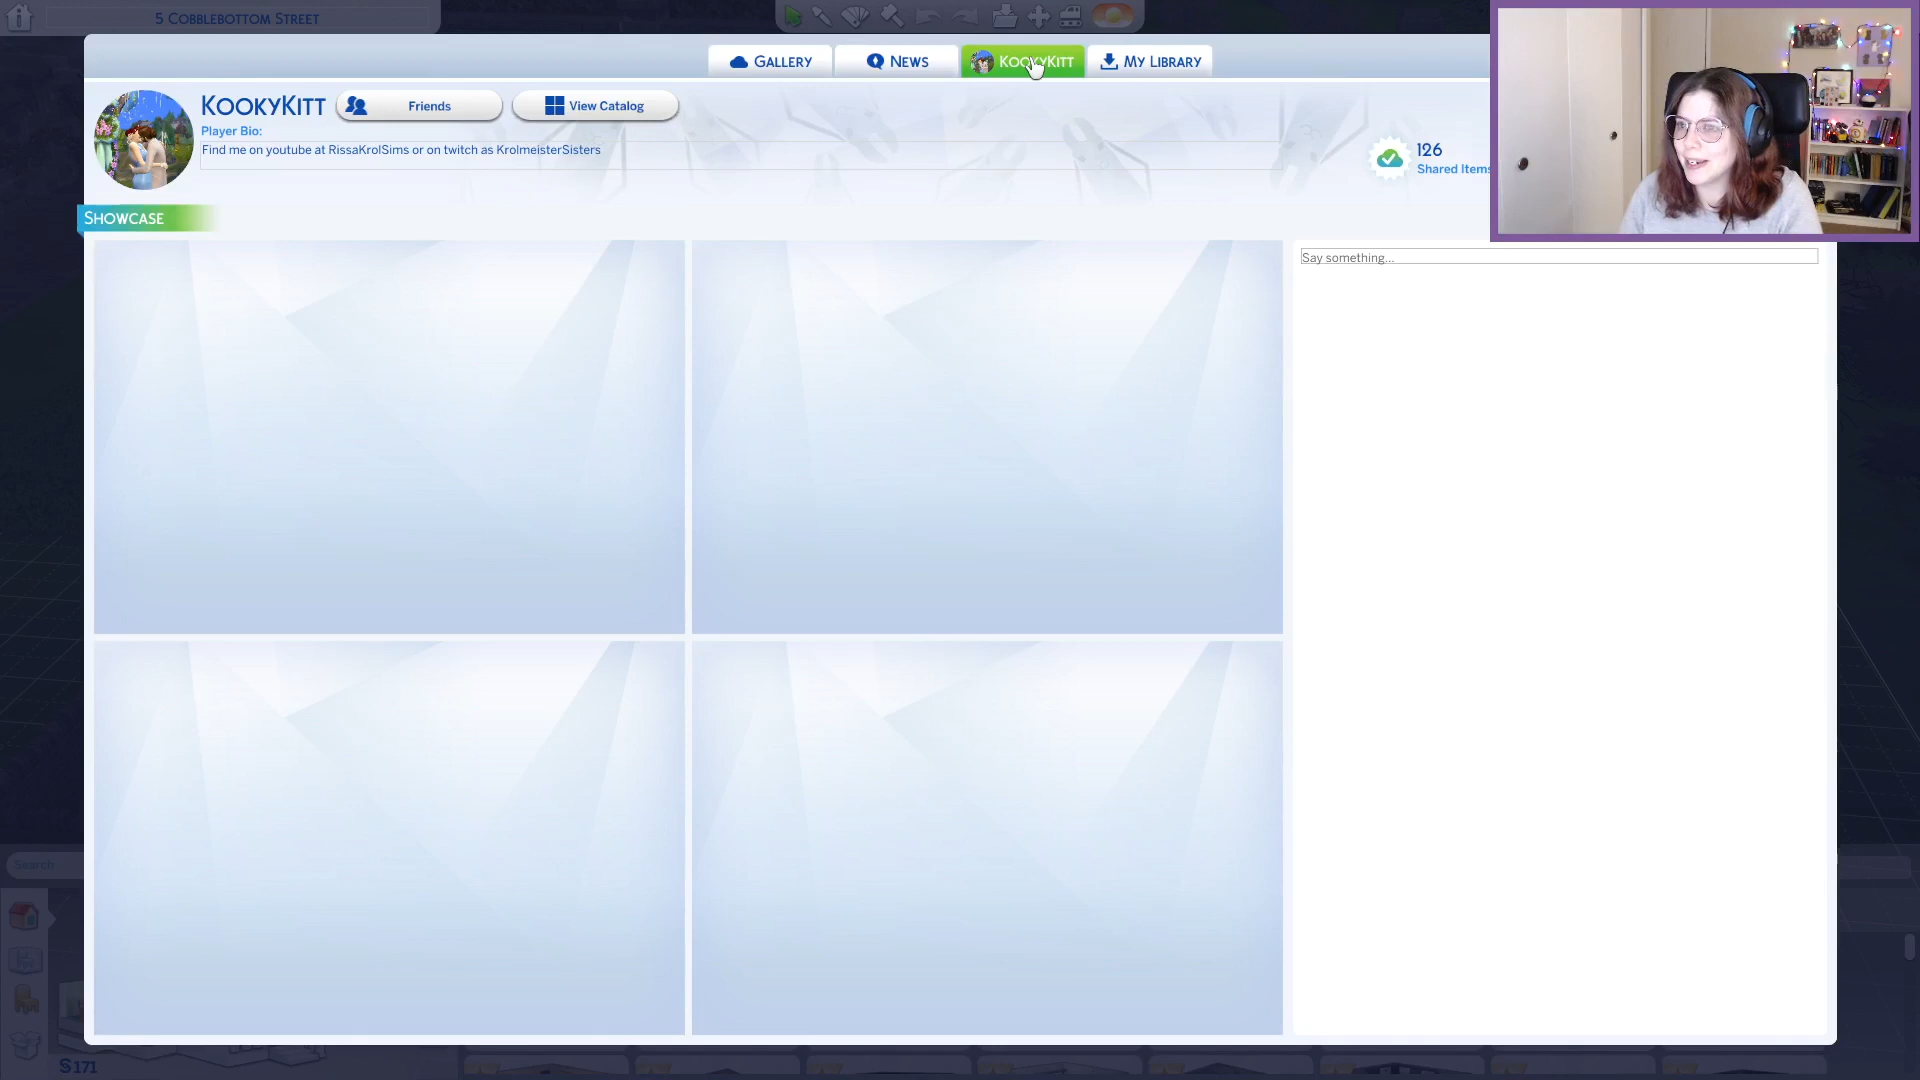 5 Cobblebottom Street
Gallery
News
KookyKitt
My Library
KookyKitt
Friends
View Catalog
Player Bio:
Find me on youtube at RissaKrolSims or on twitch as KrolmeisterSisters
126
Shared Items
Showcase
Say something...
Search
§171